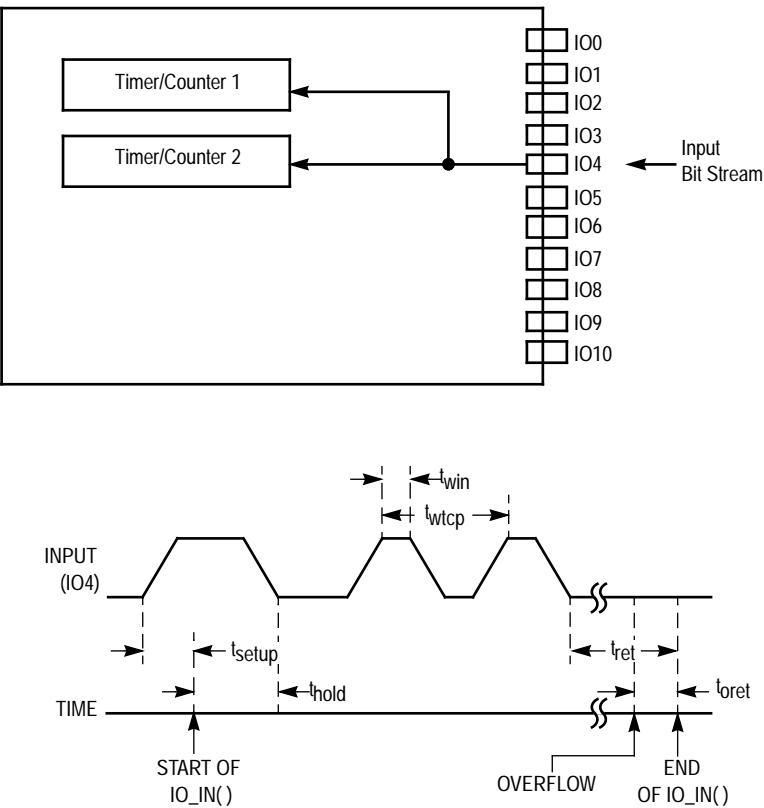 Timer/Counter 1
Timer/Counter 2
IO0
IO1
IO2
IO3
IO4
IO5
IO6
IO7
IO8
IO9
IO10
Input
Bit Stream
twin
twtcp
INPUT
(IO4)
tsetup
tret
thold
toret
TIME
START OF
IO_IN( )
OVERFLOW
END
OF IO_IN( )